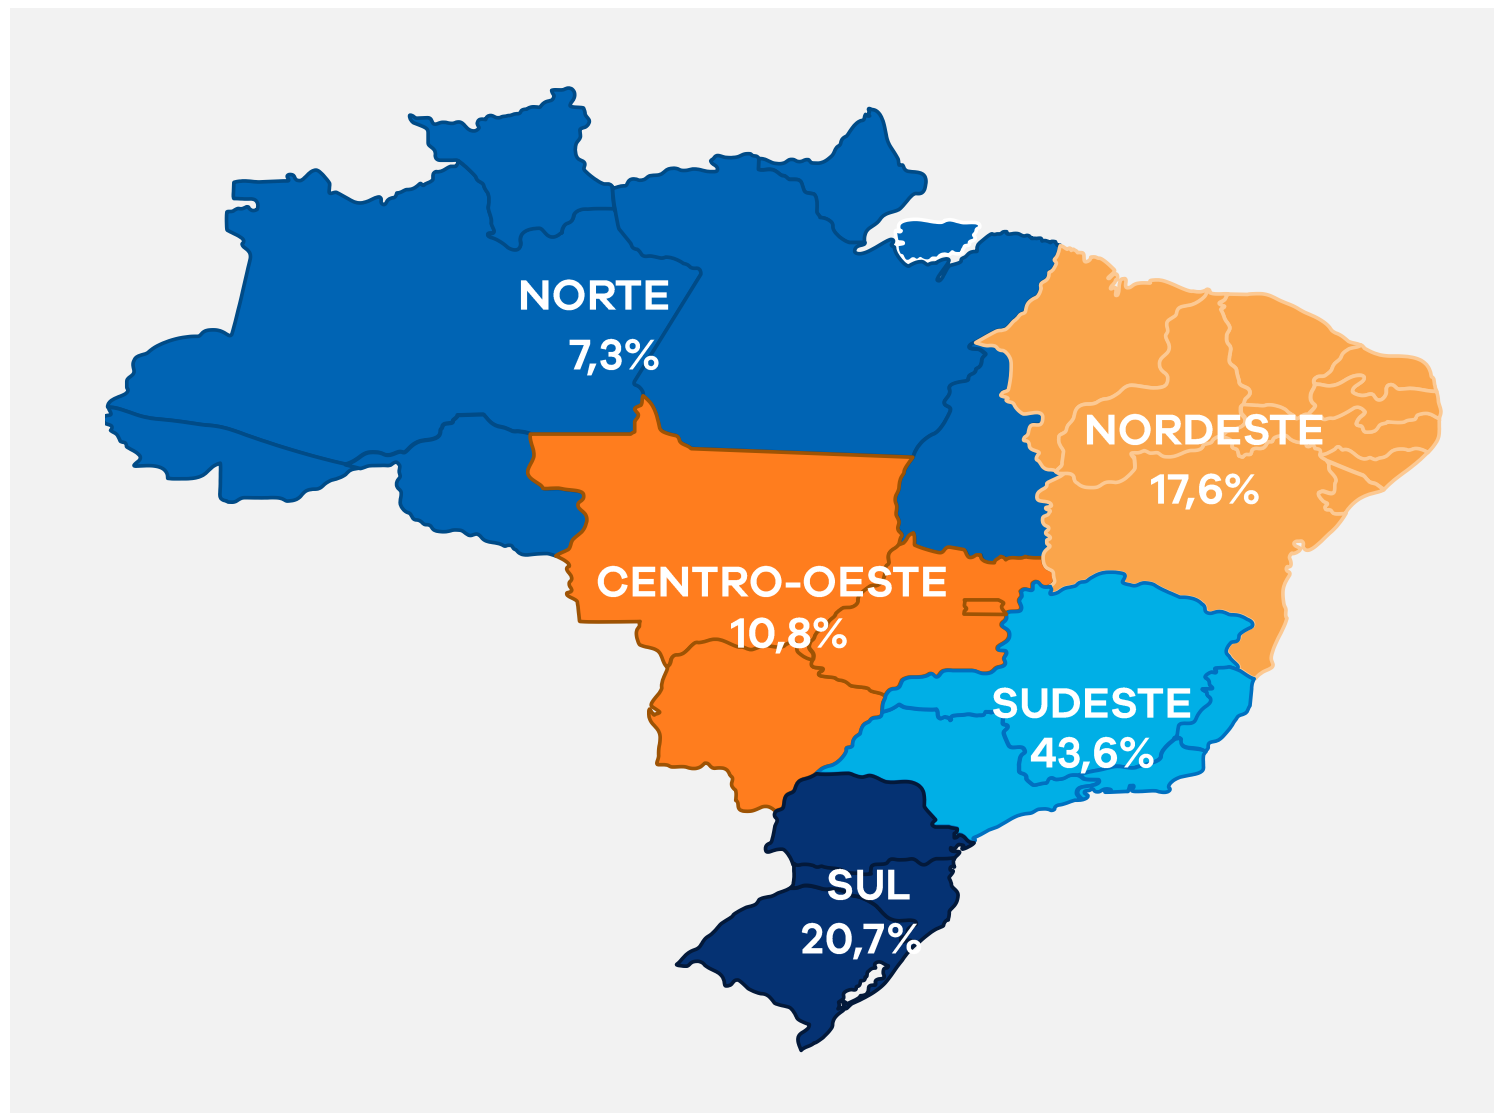 NORTE
7,3%
NORDESTE
17,6%
CENTRO-OESTE
10,8%
SUDESTE
43,6%
SUL
20,7%